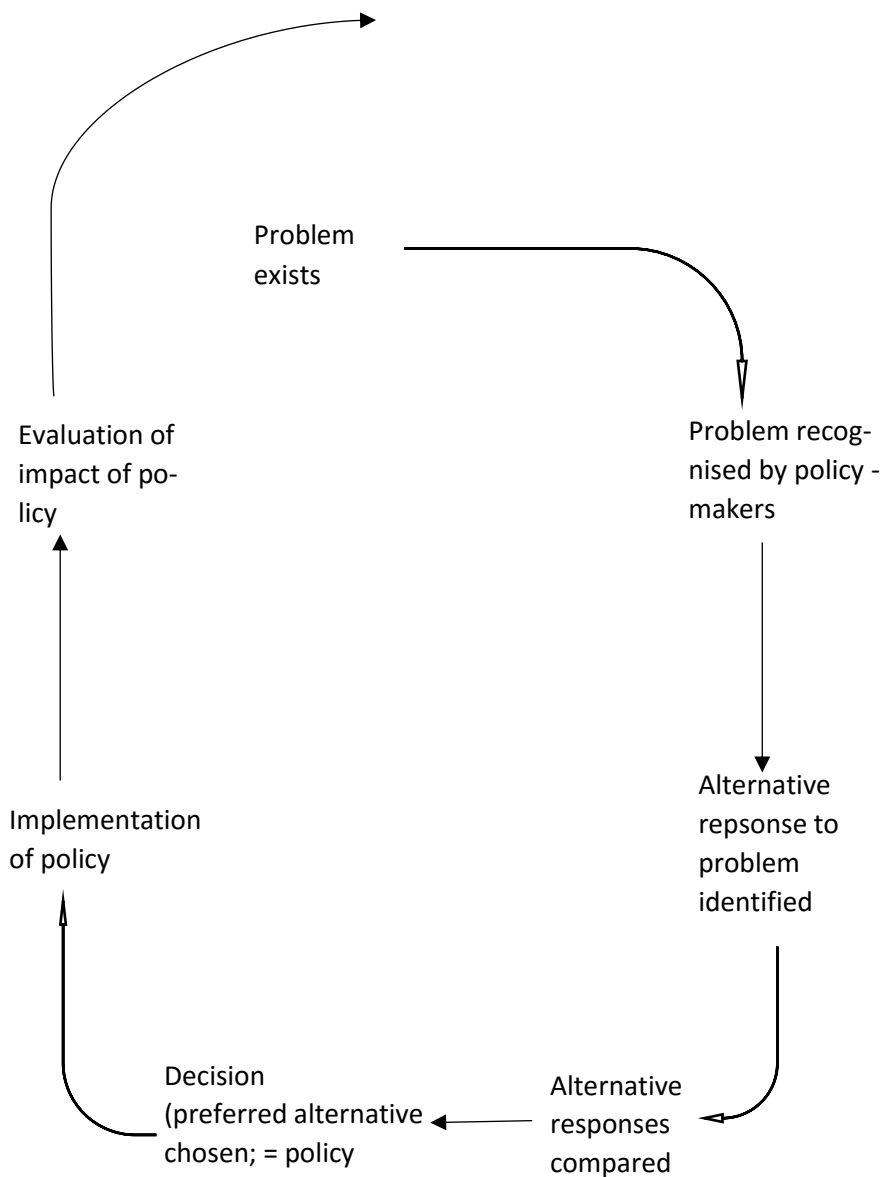 Problem
exists
Problem recog-
nised by policy -
makers
Alternative
repsonse to
problem
identified
Alternative
responses
compared
Decision
(preferred alternative
chosen; = policy
Implementation
of policy
Evaluation of
impact of po-
licy